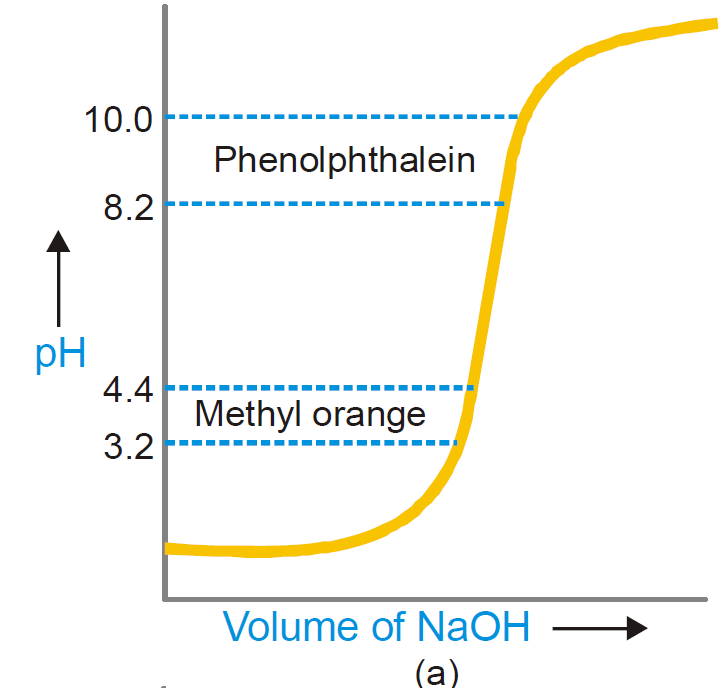 10.0
Phenolphthalein
8.2
pH
4.4
Methyl orange
3.2
Volume of NaOH
(a)